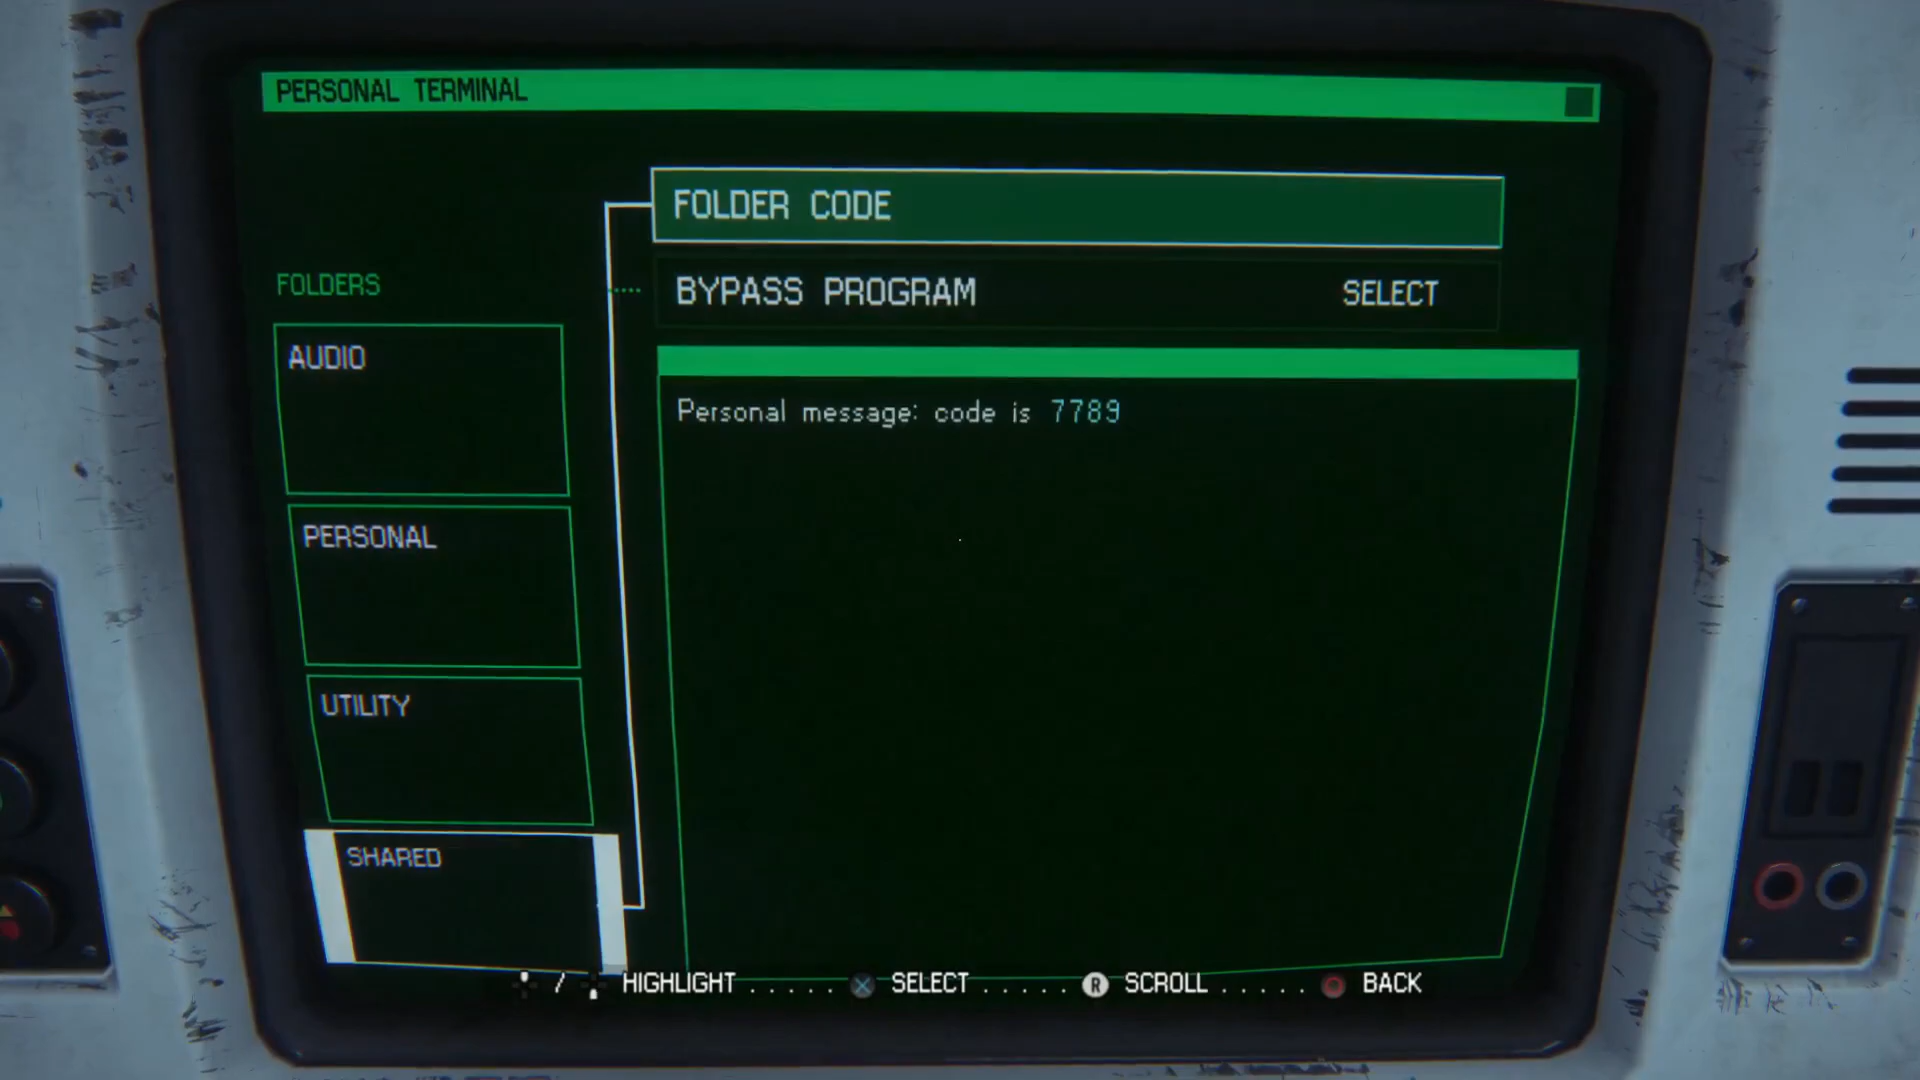 PERSONAL TERMINAL
FOLDER CODE
BYPASS PROGRAM SELECT
FOLDERS
AUDIO
PERSONAL
UTILITY
SHARED
Personal message: code is 7789
/ HIGHLIGHT ..... X SELECT ..... R SCROLL ..... BACK